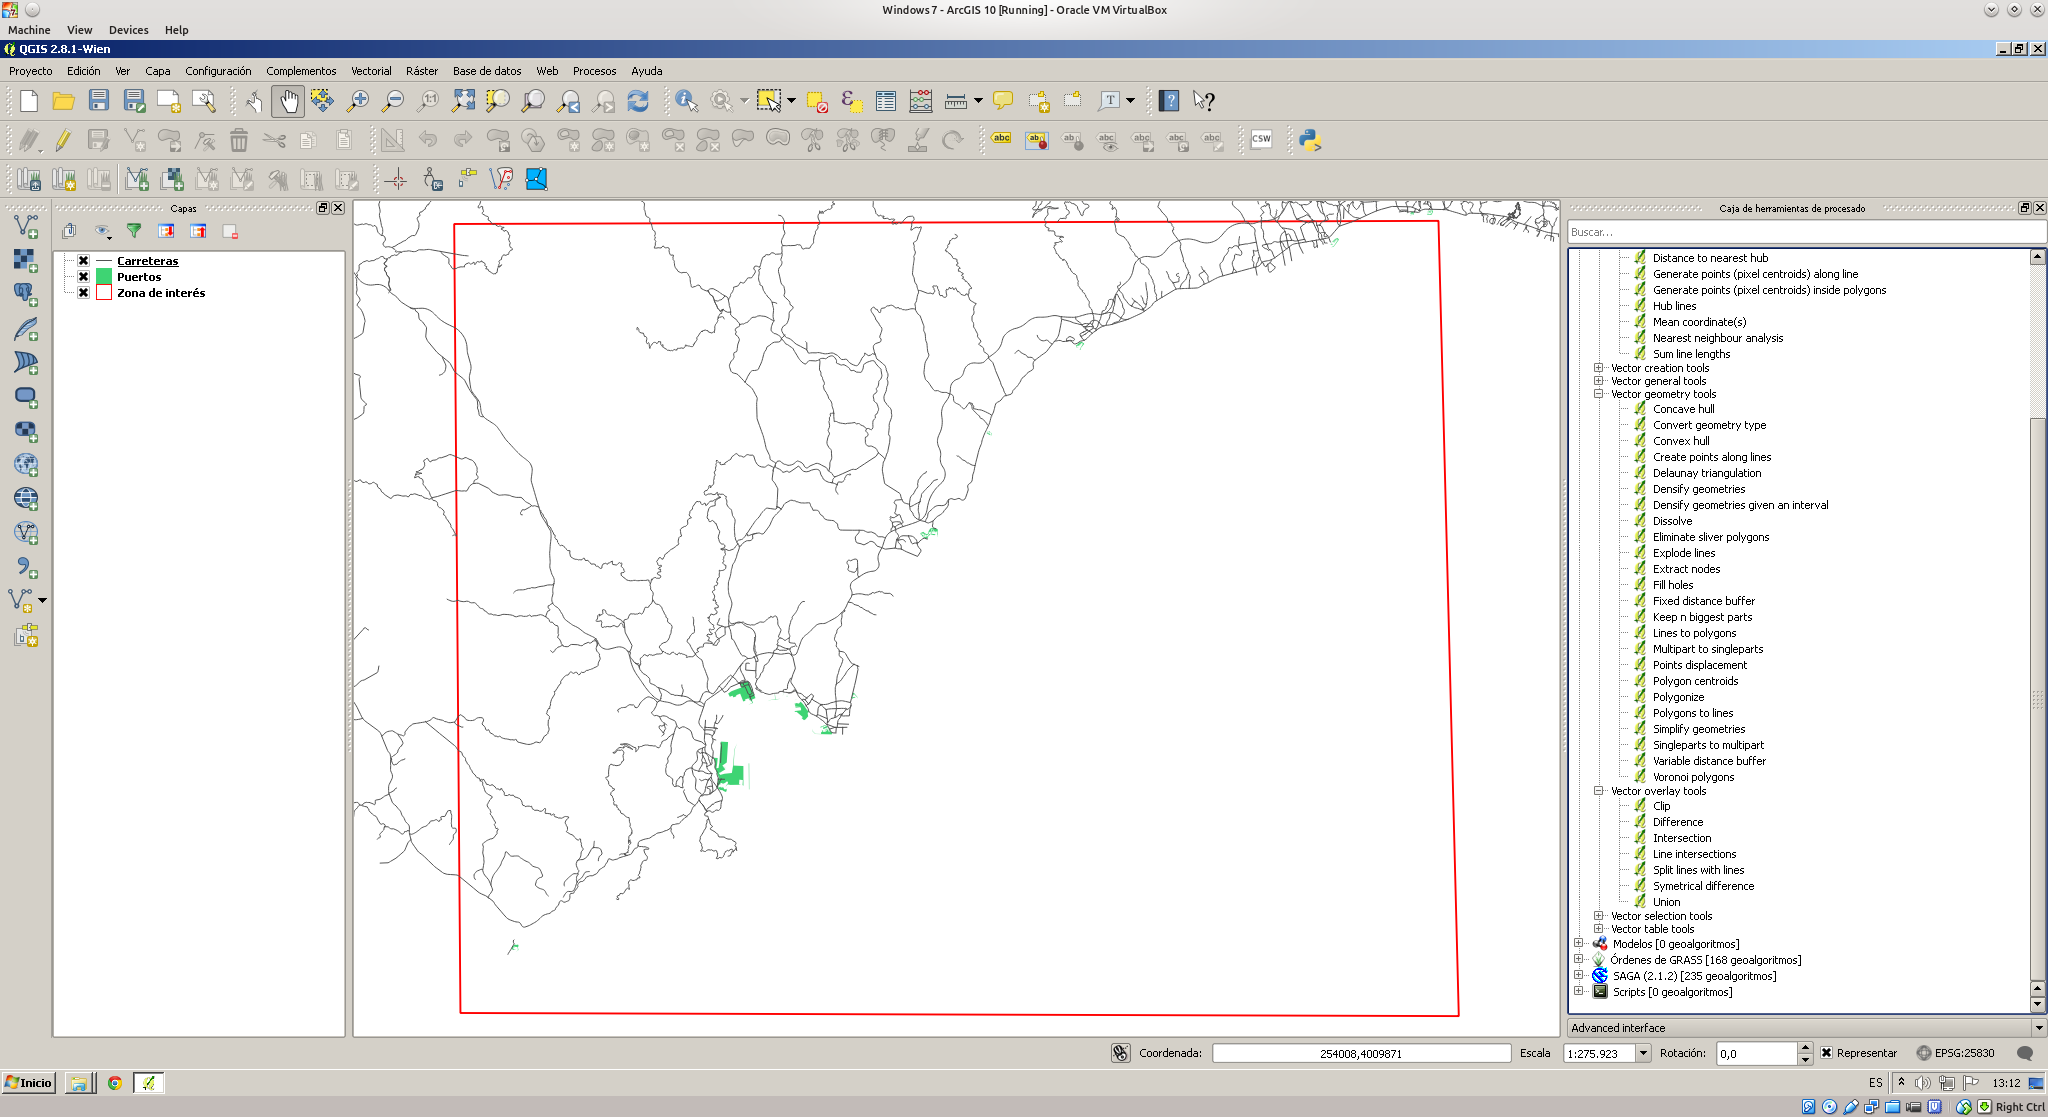 Windows 7 - ArcGIS 10 [Running] - Oracle VM VirtualBox
Machine View Devices Help
QGIS 2.8.1-Wien
Proyecto Edición Ver Capa Configuración Complementos Vectorial Ráster Base de datos Web Procesos Ayuda
1:1
T
?
?
abc
ab
ab
abc
abc
abc
abc
CSW
Capas
Carreteras
Puertos
Zona de interés
Caja de herramientas de procesado
Buscar...
Distance to nearest hub
Generate points (pixel centroids) along line
Generate points (pixel centroids) inside polygons
Hub lines
Mean coordinate(s)
Nearest neighbour analysis
Sum line lengths
Vector creation tools
Vector general tools
Vector geometry tools
Concave hull
Convert geometry type
Convex hull
Create points along lines
Delaunay triangulation
Densify geometries
Densify geometries given an interval
Dissolve
Eliminate sliver polygons
Explode lines
Extract nodes
Fill holes
Fixed distance buffer
Keep n biggest parts
Lines to polygons
Multipart to singleparts
Points displacement
Polygon centroids
Polygonize
Polygons to lines
Simplify geometries
Singleparts to multipart
Variable distance buffer
Voronoi polygons
Vector overlay tools
Clip
Difference
Intersection
Line intersections
Split lines with lines
Symetrical difference
Union
Vector selection tools
Vector table tools
Modelos [0 geoalgoritmos]
Órdenes de GRASS [168 geoalgoritmos]
SAGA (2.1.2) [235 geoalgoritmos]
Scripts [0 geoalgoritmos]
Advanced interface
Coordenada: 254008,4009871 Escala 1:275.923 Rotación: 0,0 Representar EPSG:25830
Inicio ES 13:12
Right Ctrl